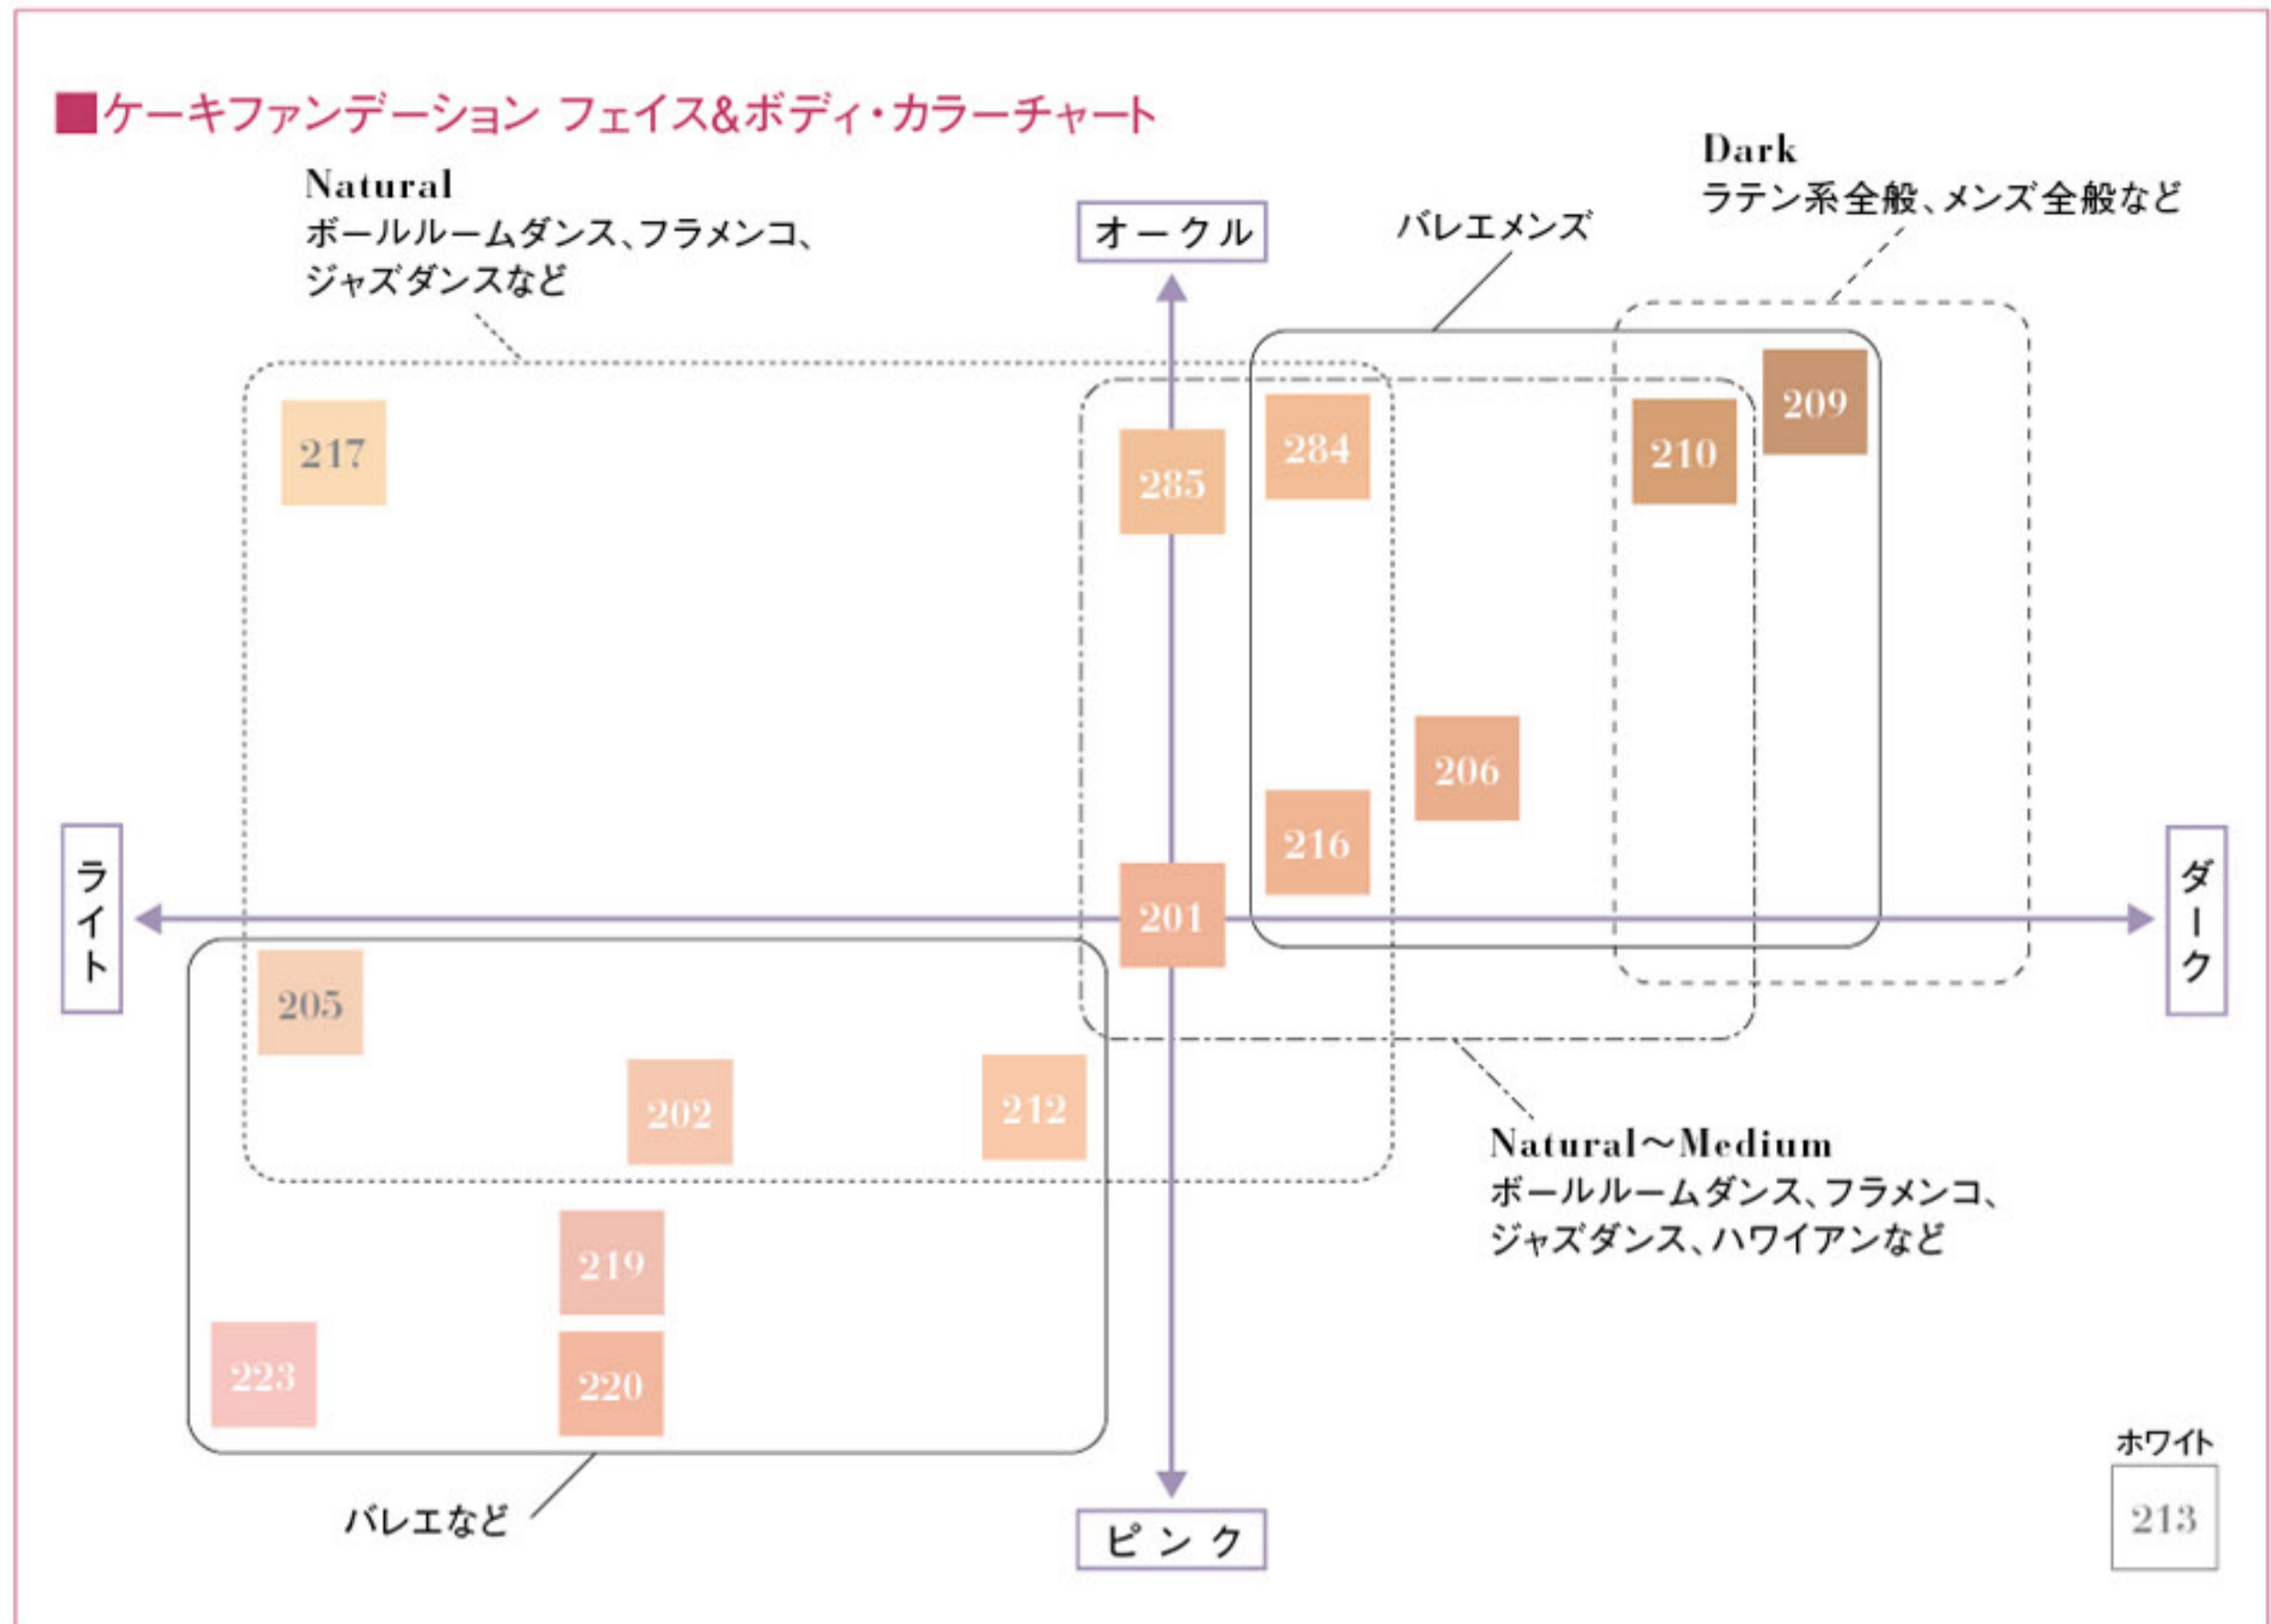 ■ケーキファンデーション フェイス&ボディ・カラーチャート
Natural
ボールルームダンス、フラメンコ、
ジャズダンスなど
オークル
バレエメンズ
Dark
ラテン系全般、メンズ全般など
217
285
284
210
209
206
216
201
ライト
ダーク
205
202
212
219
223
220
Natural〜Medium
ボールルームダンス、フラメンコ、
ジャズダンス、ハワイアンなど
バレエなど
ピンク
ホワイト
213